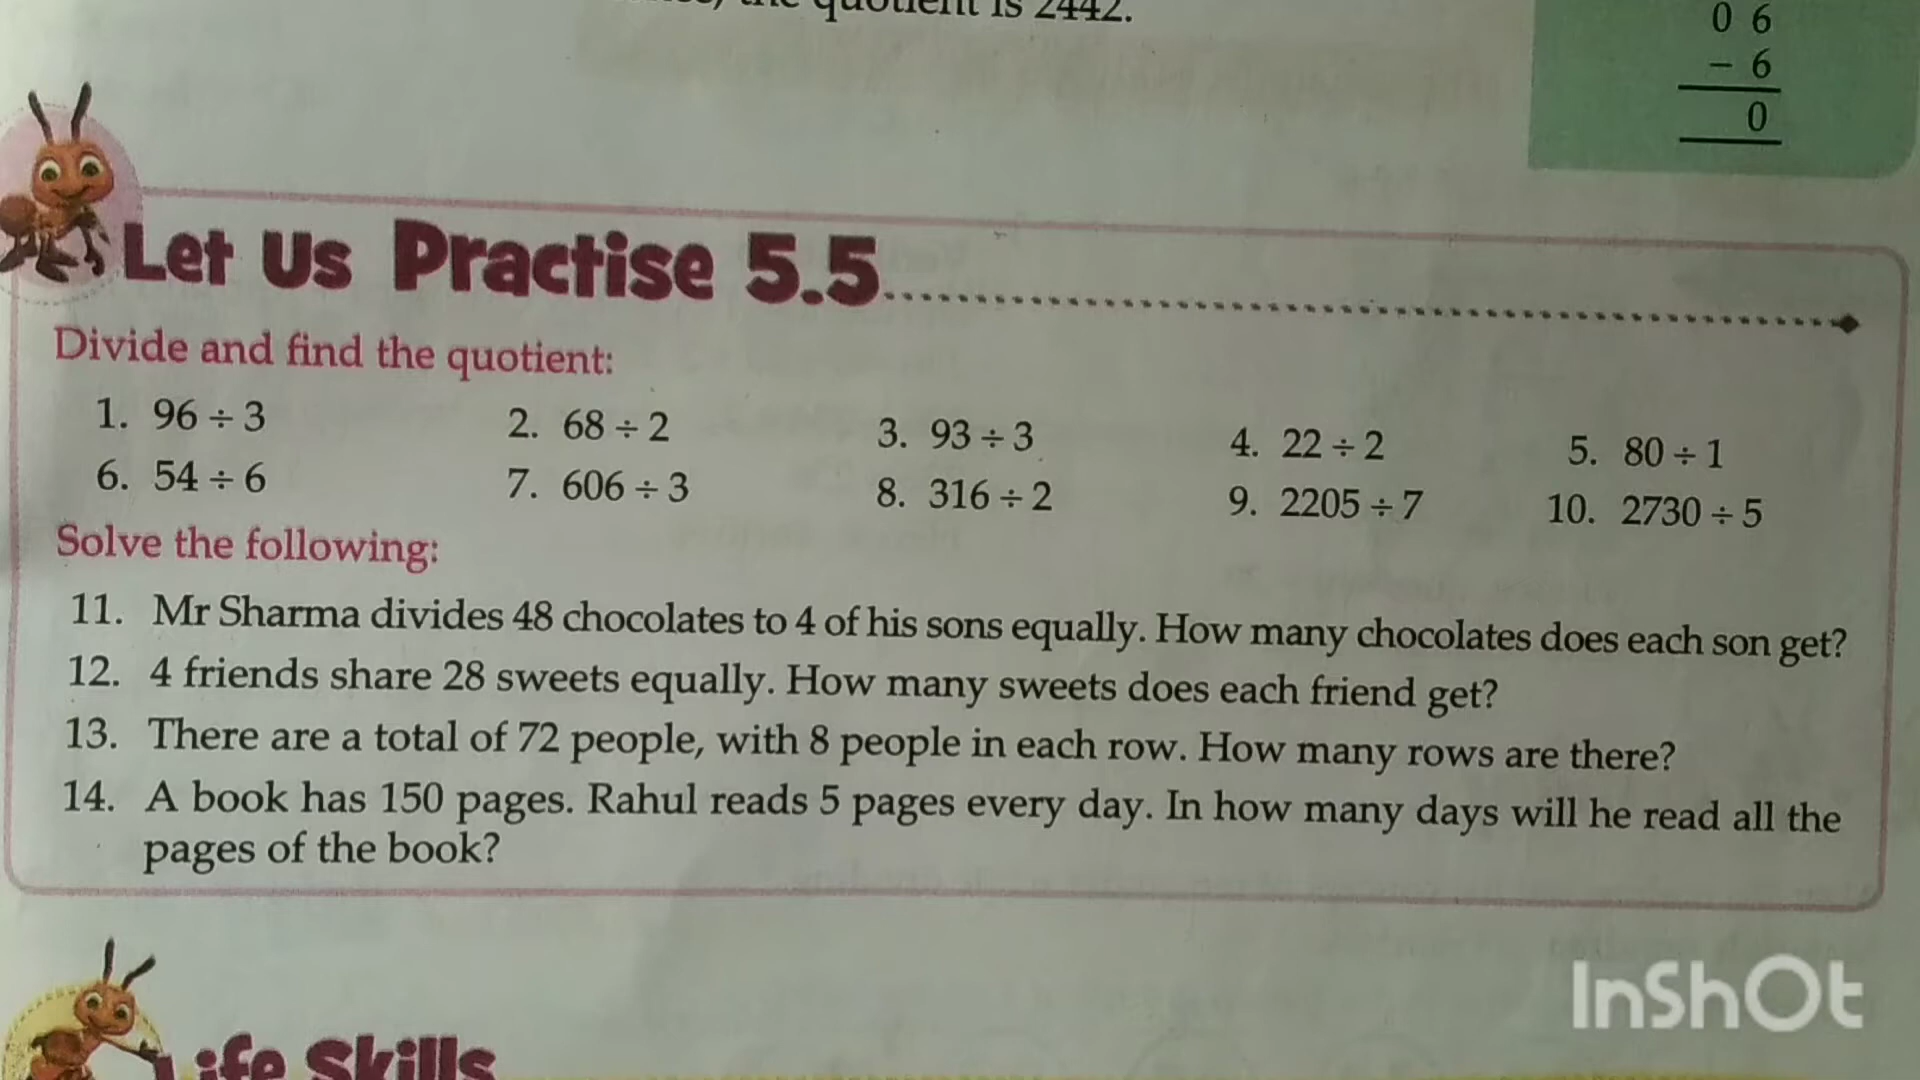 the quotient is 2442.
0 6
− 6
0
Let Us Practise 5.5
Divide and find the quotient:
1. 96 ÷ 3 2. 68 ÷ 2 3. 93 ÷ 3 4. 22 ÷ 2 5. 80 ÷ 1
6. 54 ÷ 6 7. 606 ÷ 3 8. 316 ÷ 2 9. 2205 ÷ 7 10. 2730 ÷ 5
Solve the following:
11. Mr Sharma divides 48 chocolates to 4 of his sons equally. How many chocolates does each son get?
12. 4 friends share 28 sweets equally. How many sweets does each friend get?
13. There are a total of 72 people, with 8 people in each row. How many rows are there?
14. A book has 150 pages. Rahul reads 5 pages every day. In how many days will he read all the
pages of the book?
InShOt
Life Skills